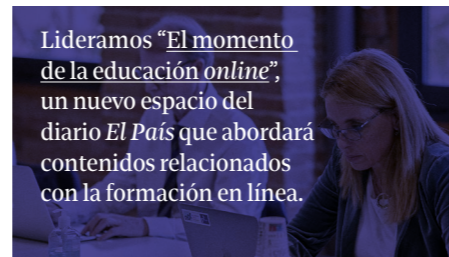 Lideramos “El momento
de la educación online”,
un nuevo espacio del
diario El País que abordará
contenidos relacionados
con la formación en línea.